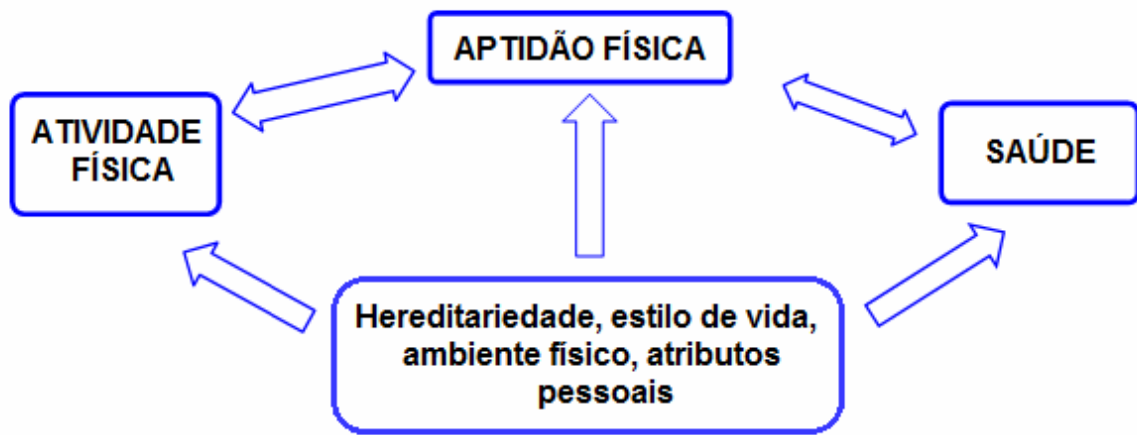 APTIDÃO FÍSICA
ATIVIDADE
FÍSICA
SAÚDE
Hereditariedade, estilo de vida,
ambiente físico, atributos
pessoais